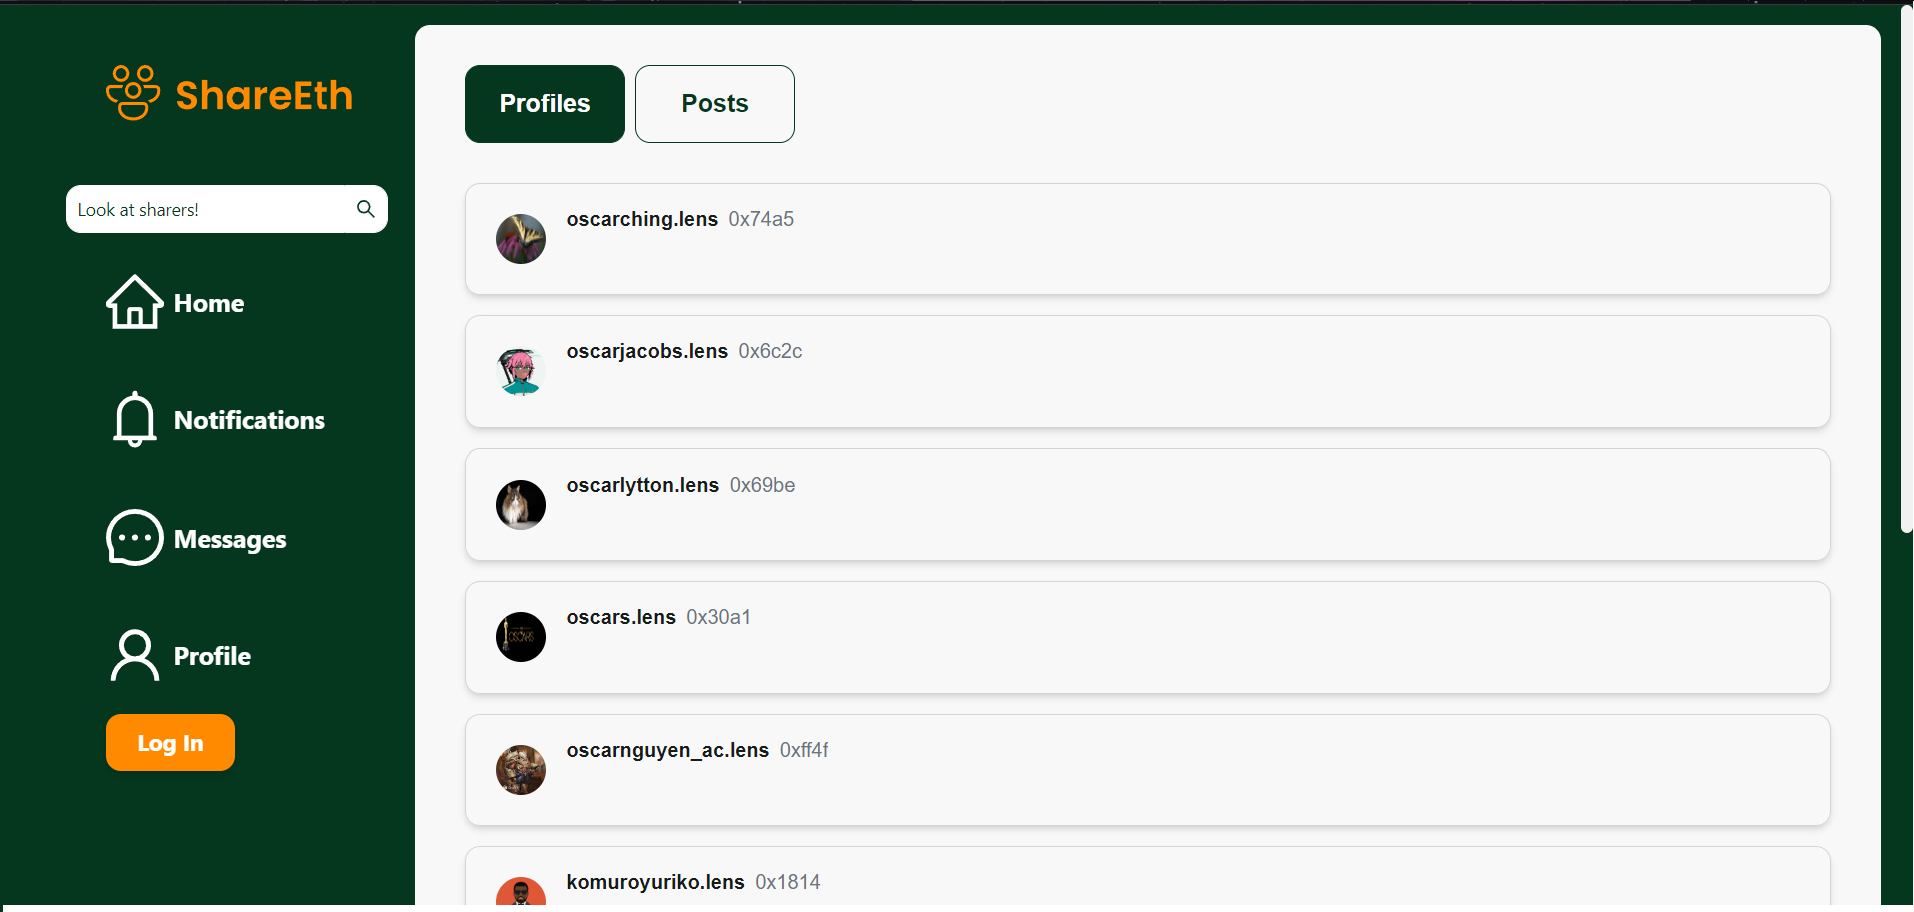 ShareEth
Look at sharers!
Home
Notifications
Messages
Profile
Log In
Profiles
Posts
oscarching.lens 0x74a5
oscarjacobs.lens 0x6c2c
oscarlytton.lens 0x69be
oscars.lens 0x30a1
OSCARS
oscarnguyen_ac.lens 0xff4f
komuroyuriko.lens 0x1814